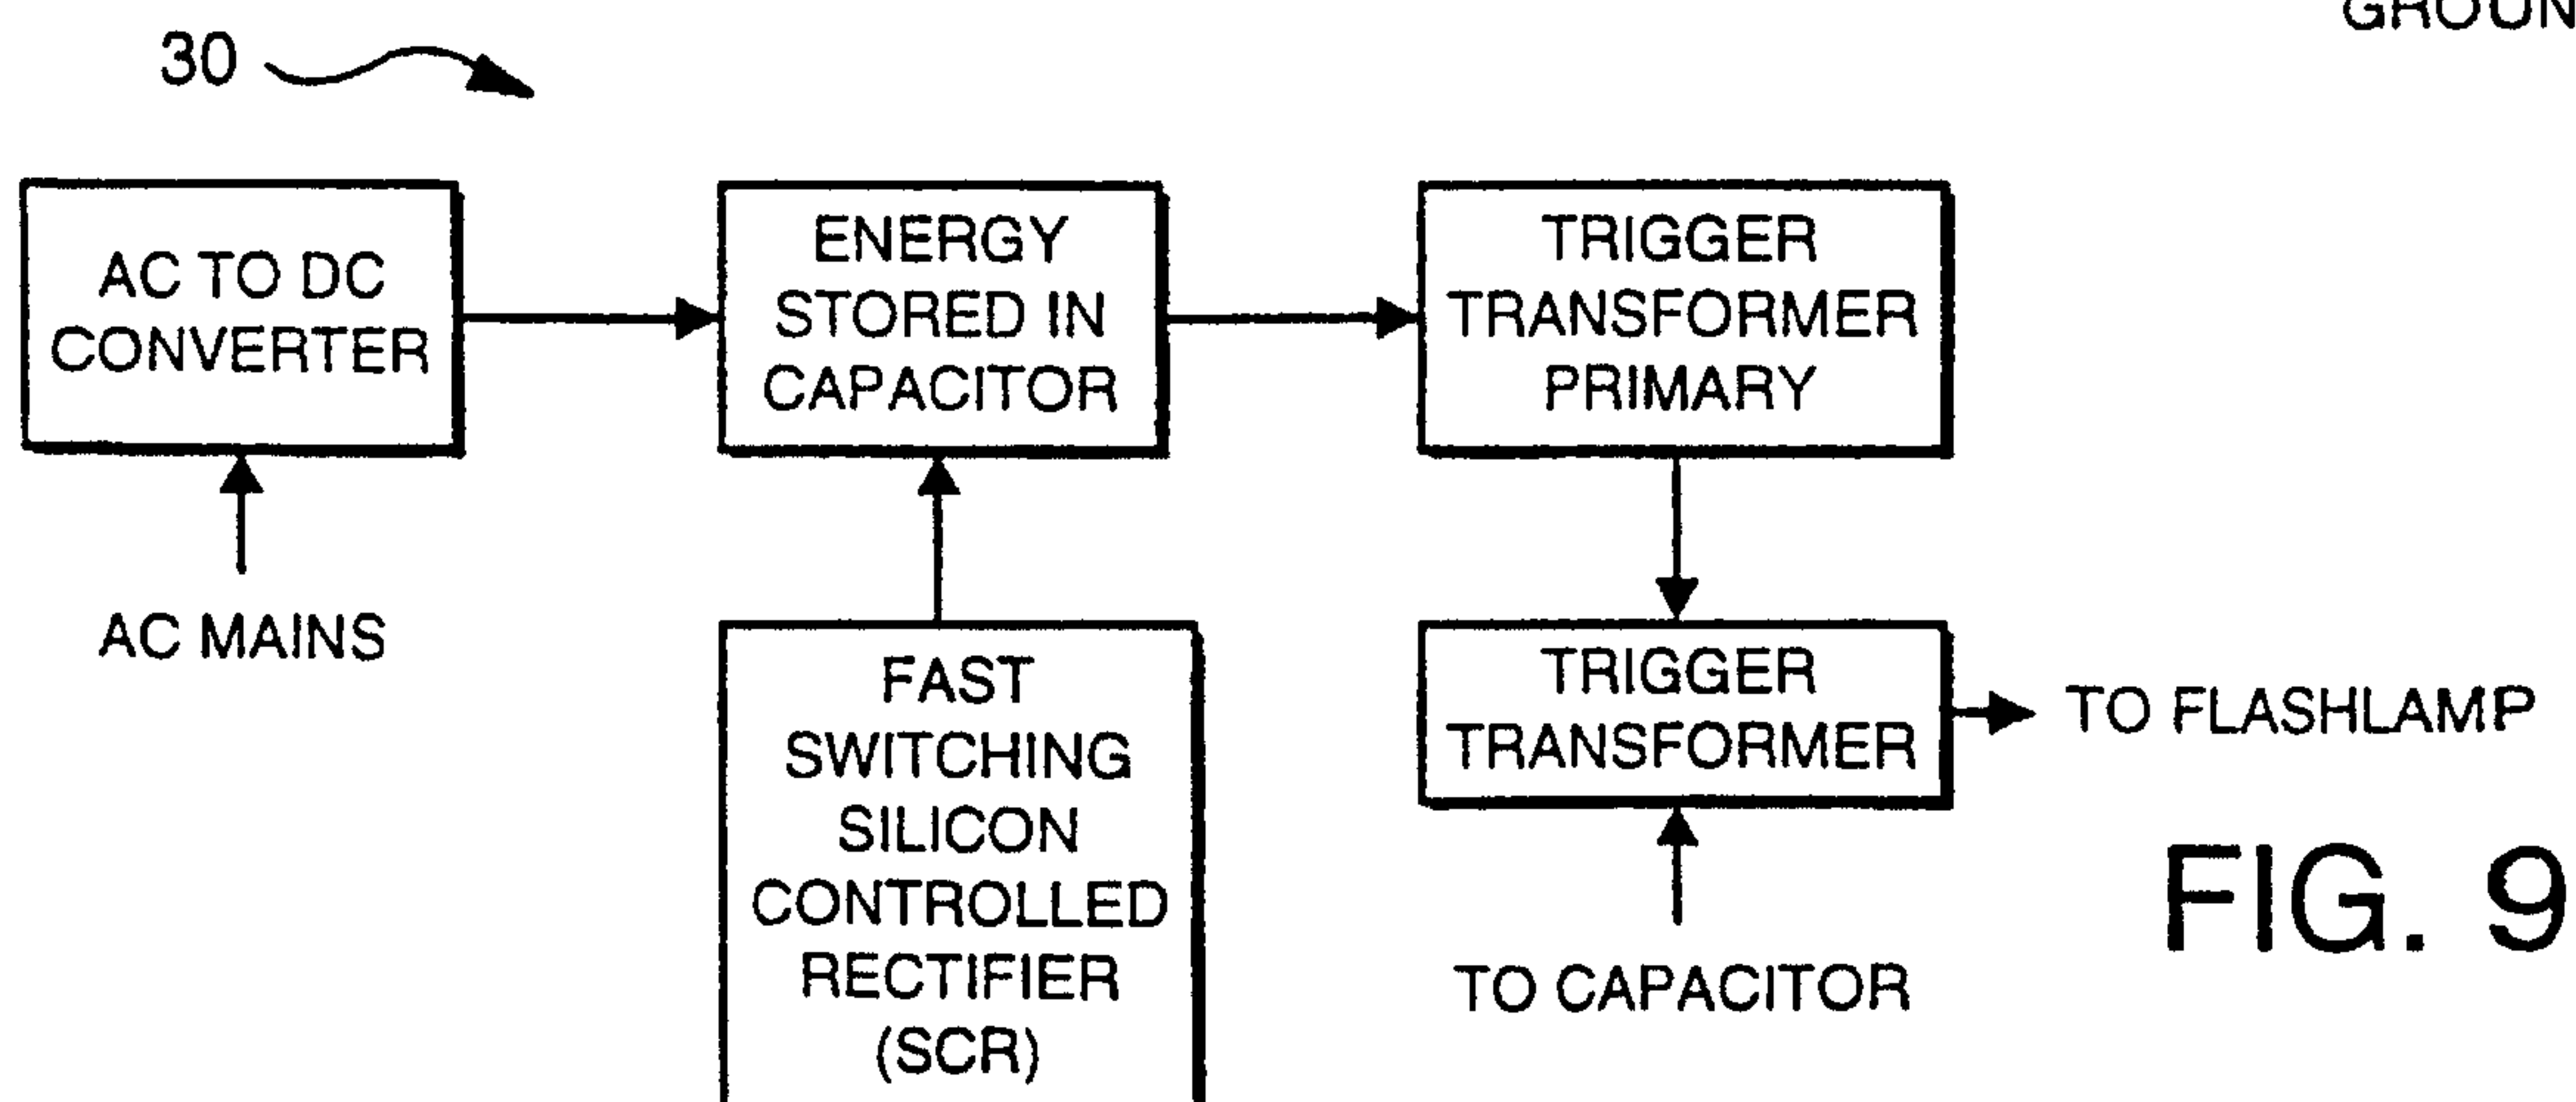 30
AC TO DC
CONVERTER
AC MAINS
ENERGY
STORED IN
CAPACITOR
FAST
SWITCHING
SILICON
CONTROLLED
RECTIFIER
(SCR)
TRIGGER
TRANSFORMER
PRIMARY
TRIGGER
TRANSFORMER
TO FLASHLAMP
TO CAPACITOR
FIG. 9